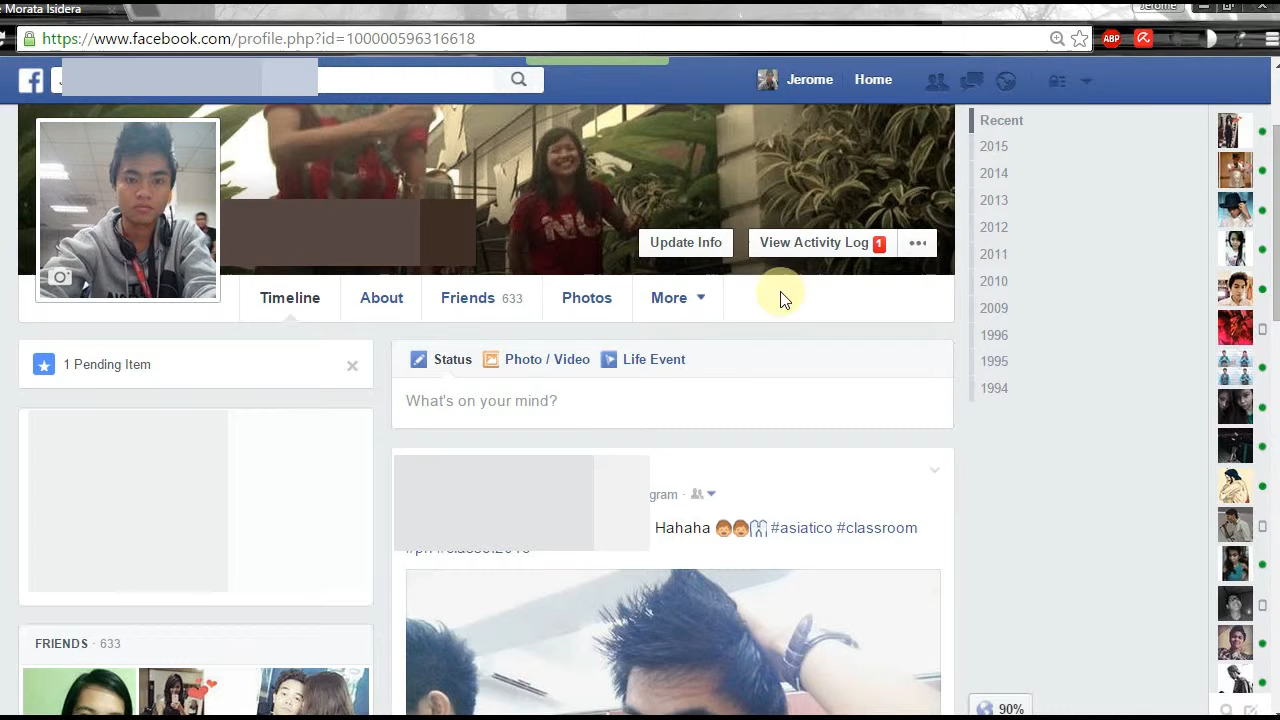 Morata Isidera
Jerome
https://www.facebook.com/profile.php?id=100000596316618
ABP
Jerome Home
Update Info View Activity Log 1
Timeline About Friends 633 Photos More
Recent
2015
2014
2013
2012
2011
2010
2009
1996
1995
1994
1 Pending Item
Status Photo / Video Life Event
What's on your mind?
gram
Hahaha #asiatico #classroom
FRIENDS · 633
90%